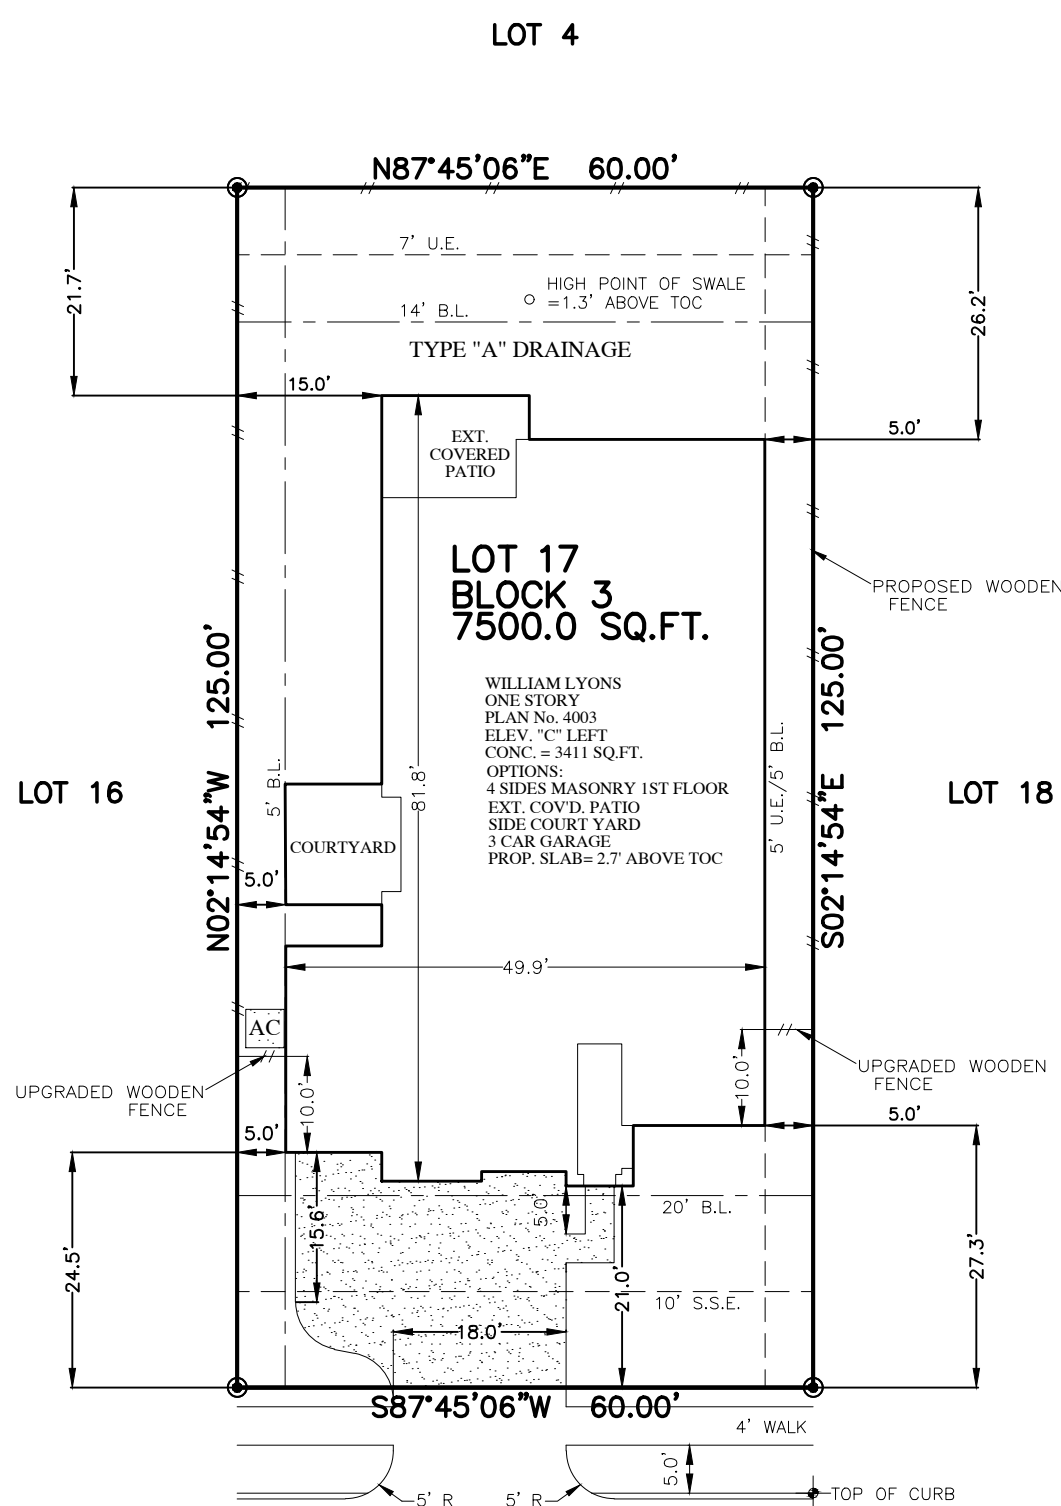 LOT 4
N87°45'06"E 60.00'
7' U.E.
HIGH POINT OF SWALE
=1.3' ABOVE TOC
14' B.L.
TYPE "A" DRAINAGE
21.7'
26.2'
15.0'
5.0'
EXT.
COVERED
PATIO
LOT 17
BLOCK 3
7500.0 SQ.FT.
PROPOSED WOODEN
FENCE
WILLIAM LYONS
ONE STORY
PLAN No. 4003
ELEV. "C" LEFT
CONC. = 3411 SQ.FT.
OPTIONS:
4 SIDES MASONRY 1ST FLOOR
EXT. COV'D. PATIO
SIDE COURT YARD
3 CAR GARAGE
PROP. SLAB= 2.7' ABOVE TOC
N02°14'54"W 125.00'
S02°14'54"E 125.00'
5' B.L.
81.8'
5' U.E./5' B.L.
LOT 16
LOT 18
COURTYARD
5.0'
49.9'
AC
UPGRADED WOODEN
FENCE
10.0'
10.0'
UPGRADED WOODEN
FENCE
5.0'
5.0'
24.5'
15.6'
5.0'
20' B.L.
21.0'
27.3'
10' S.S.E.
18.0'
S87°45'06"W 60.00'
4' WALK
5.0'
5' R
5' R
TOP OF CURB